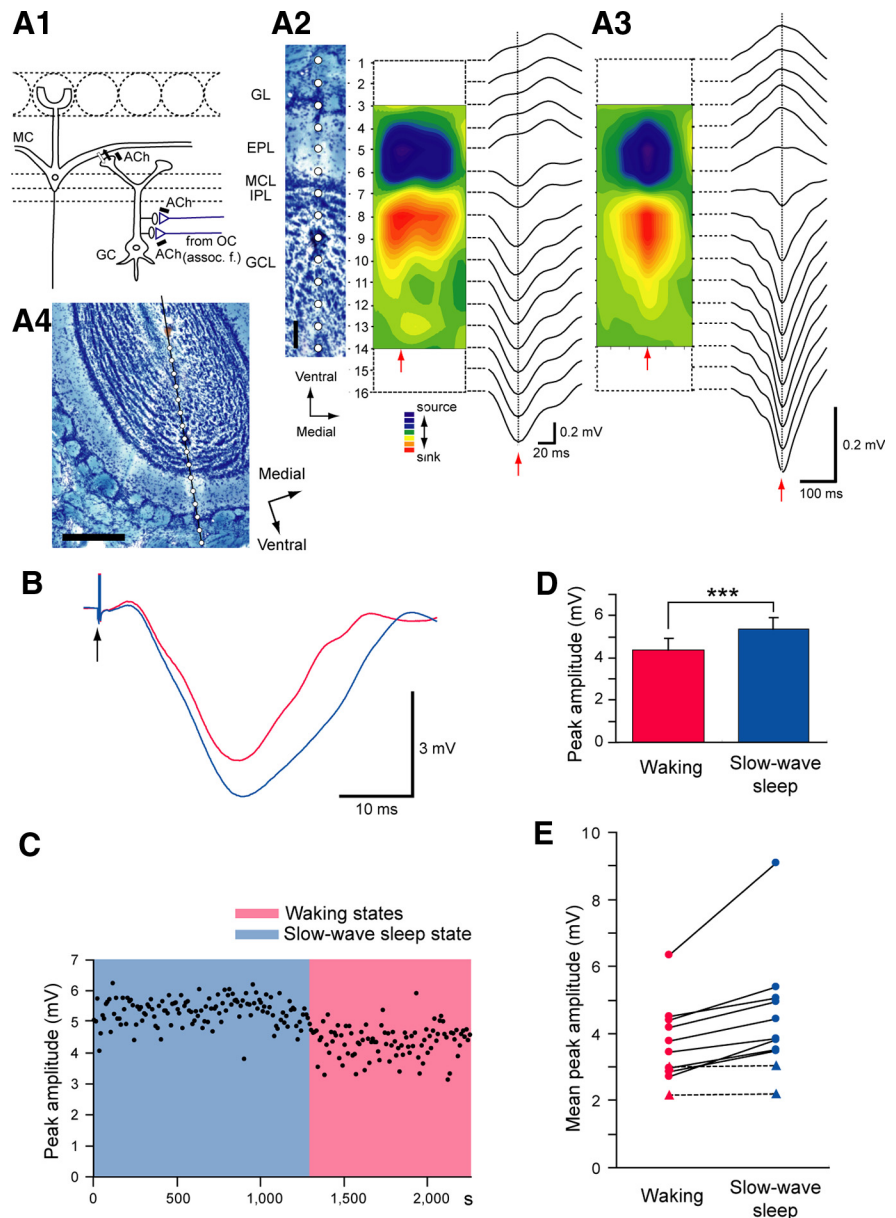 A1
MC
ACh
ACh
from OC
(assoc. f.)
GC
ACh
A2
GL
EPL
MCL
IPL
GCL
1
2
3
4
5
6
7
8
9
10
11
12
13
14
15
16
Ventral
Medial
source
sink
0.2 mV
20 ms
A3
0.2 mV
100 ms
A4
Medial
Ventral
B
3 mV
10 ms
D
Peak amplitude (mV)
6
4
2
0
***
Waking
Slow-wave
sleep
C
Waking states
Slow-wave sleep state
Peak amplitude (mV)
7
6
5
4
3
2
1
0
0
500
1,000
1,500
2,000
s
E
Mean peak amplitude (mV)
10
8
6
4
2
0
Waking
Slow-wave
sleep